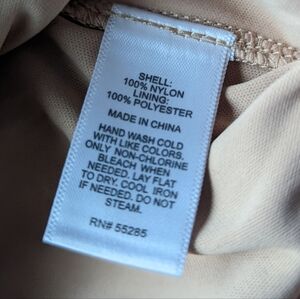 SHELL:
100% NYLON
LINING:
100% POLYESTER
MADE IN CHINA
HAND WASH COLD
WITH LIKE COLORS.
ONLY NON-CHLORINE
BLEACH WHEN
NEEDED. LAY FLAT
TO DRY. COOL IRON
IF NEEDED. DO NOT
STEAM.
RN# 55285